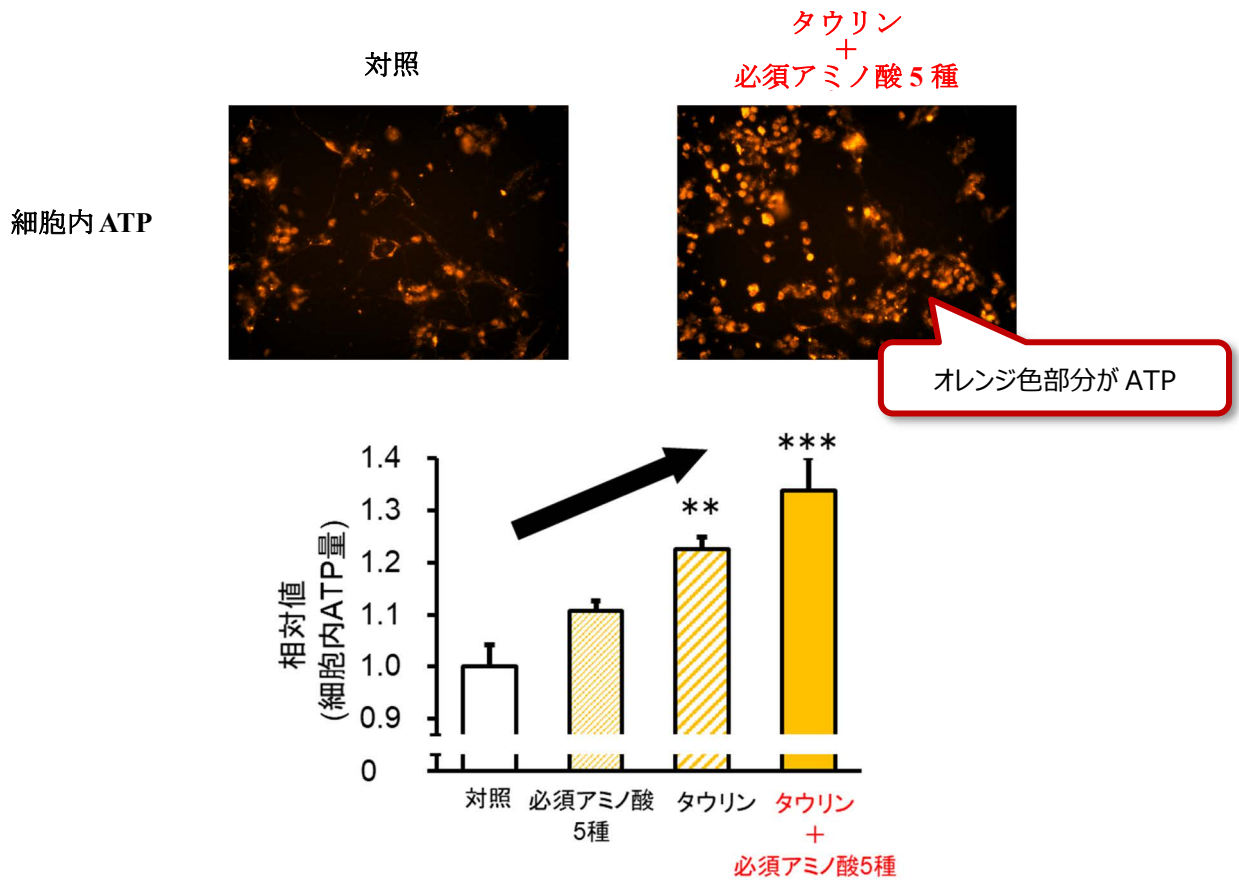 対照
タウリン
+
必須アミノ酸 5 種
細胞内 ATP
オレンジ色部分が ATP
***
**
1.4
1.3
1.2
1.1
1.0
0.9
0
相対値
(細胞内ATP量)
対照
必須アミノ酸
5種
タウリン
タウリン
+
必須アミノ酸5種